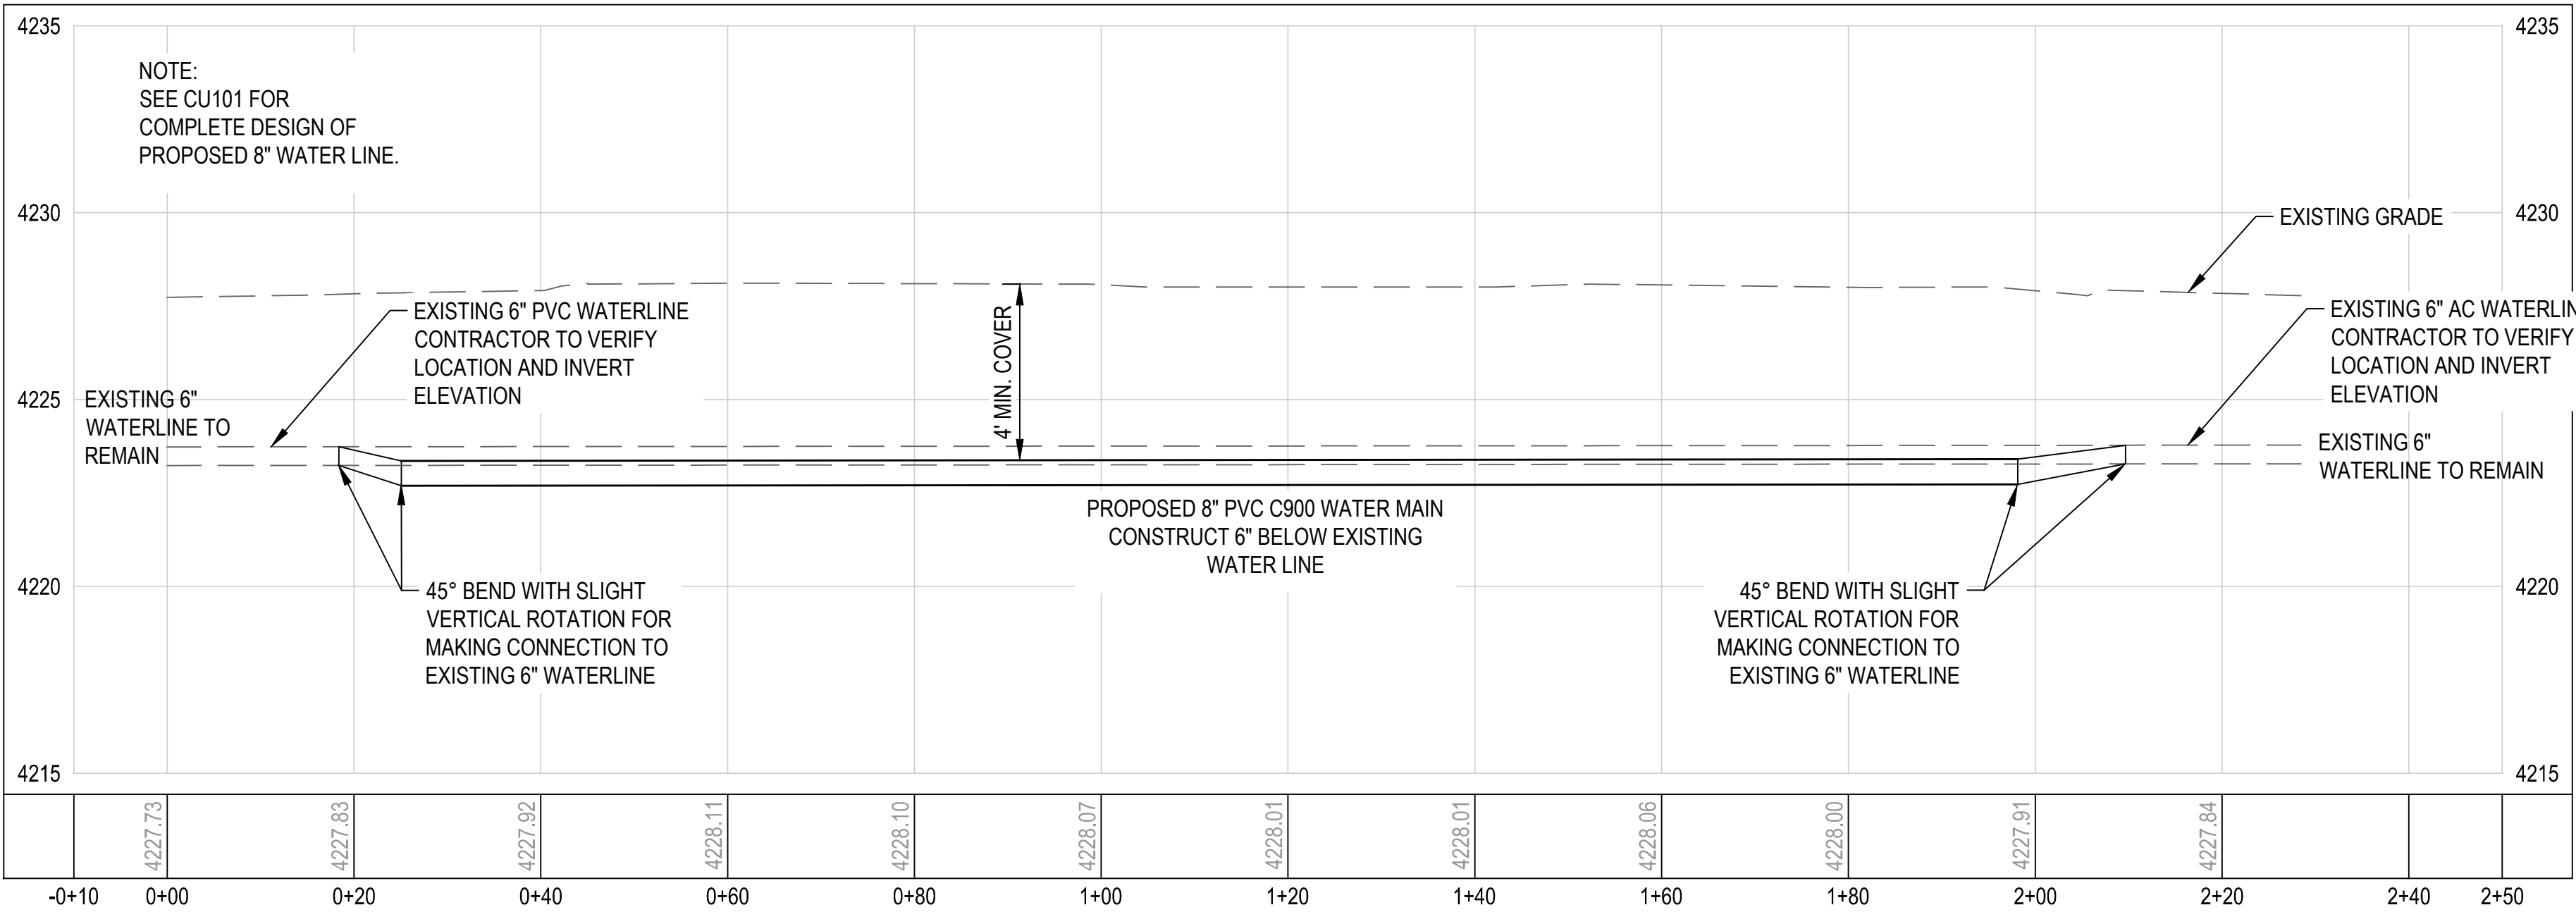 4235
4235
NOTE:
SEE CU101 FOR
COMPLETE DESIGN OF
PROPOSED 8" WATER LINE.
4230
4230
EXISTING GRADE
EXISTING 6" PVC WATERLINE
CONTRACTOR TO VERIFY
LOCATION AND INVERT
ELEVATION
4' MIN. COVER
EXISTING 6" AC WATERLIN
CONTRACTOR TO VERIFY
LOCATION AND INVERT
ELEVATION
4225
4225
EXISTING 6"
WATERLINE TO
REMAIN
EXISTING 6"
WATERLINE TO REMAIN
PROPOSED 8" PVC C900 WATER MAIN
CONSTRUCT 6" BELOW EXISTING
WATER LINE
4220
4220
45° BEND WITH SLIGHT
VERTICAL ROTATION FOR
MAKING CONNECTION TO
EXISTING 6" WATERLINE
45° BEND WITH SLIGHT
VERTICAL ROTATION FOR
MAKING CONNECTION TO
EXISTING 6" WATERLINE
4215
4215
4227.73
4227.83
4227.92
4228.11
4228.10
4228.07
4228.01
4228.01
4228.06
4228.00
4227.91
4227.84
-0+10
0+00
0+20
0+40
0+60
0+80
1+00
1+20
1+40
1+60
1+80
2+00
2+20
2+40
2+50